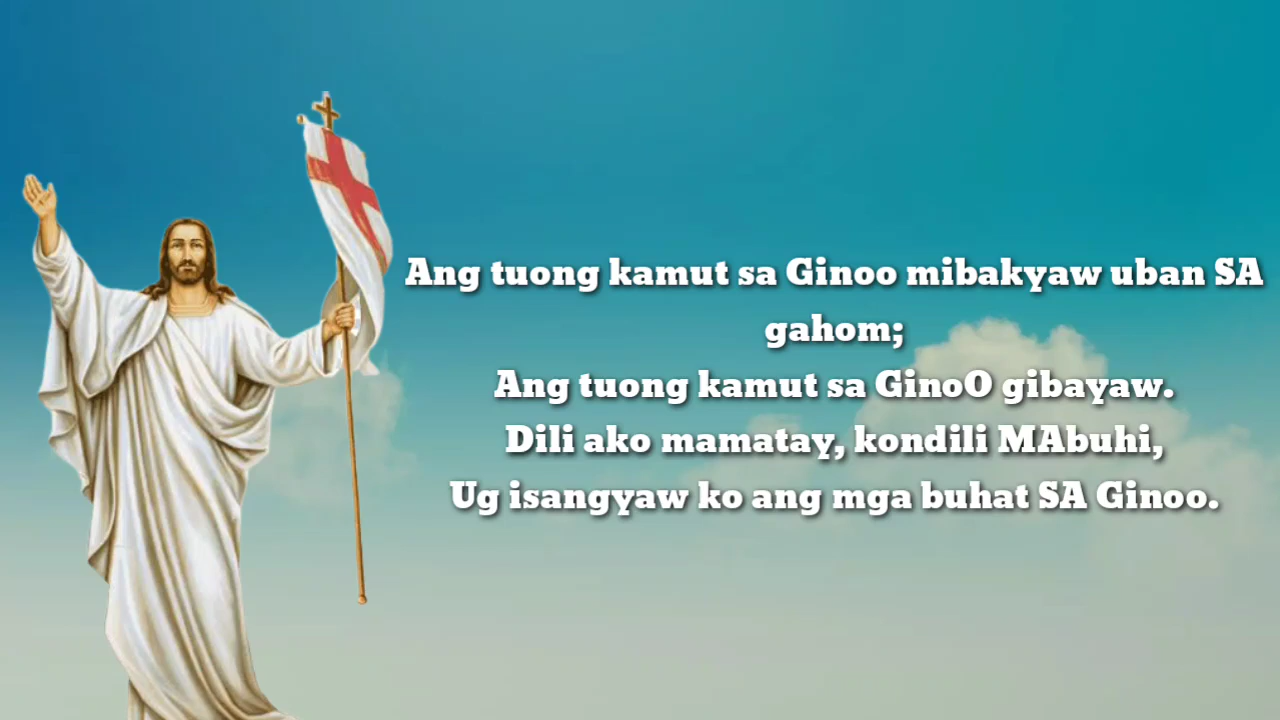 Ang tuong kamut sa Ginoo mibakyaw uban SA
gahom;
Ang tuong kamut sa GinoO gibayaw.
Dili ako mamatay, kondili MAbuhi,
Ug isangyaw ko ang mga buhat SA Ginoo.